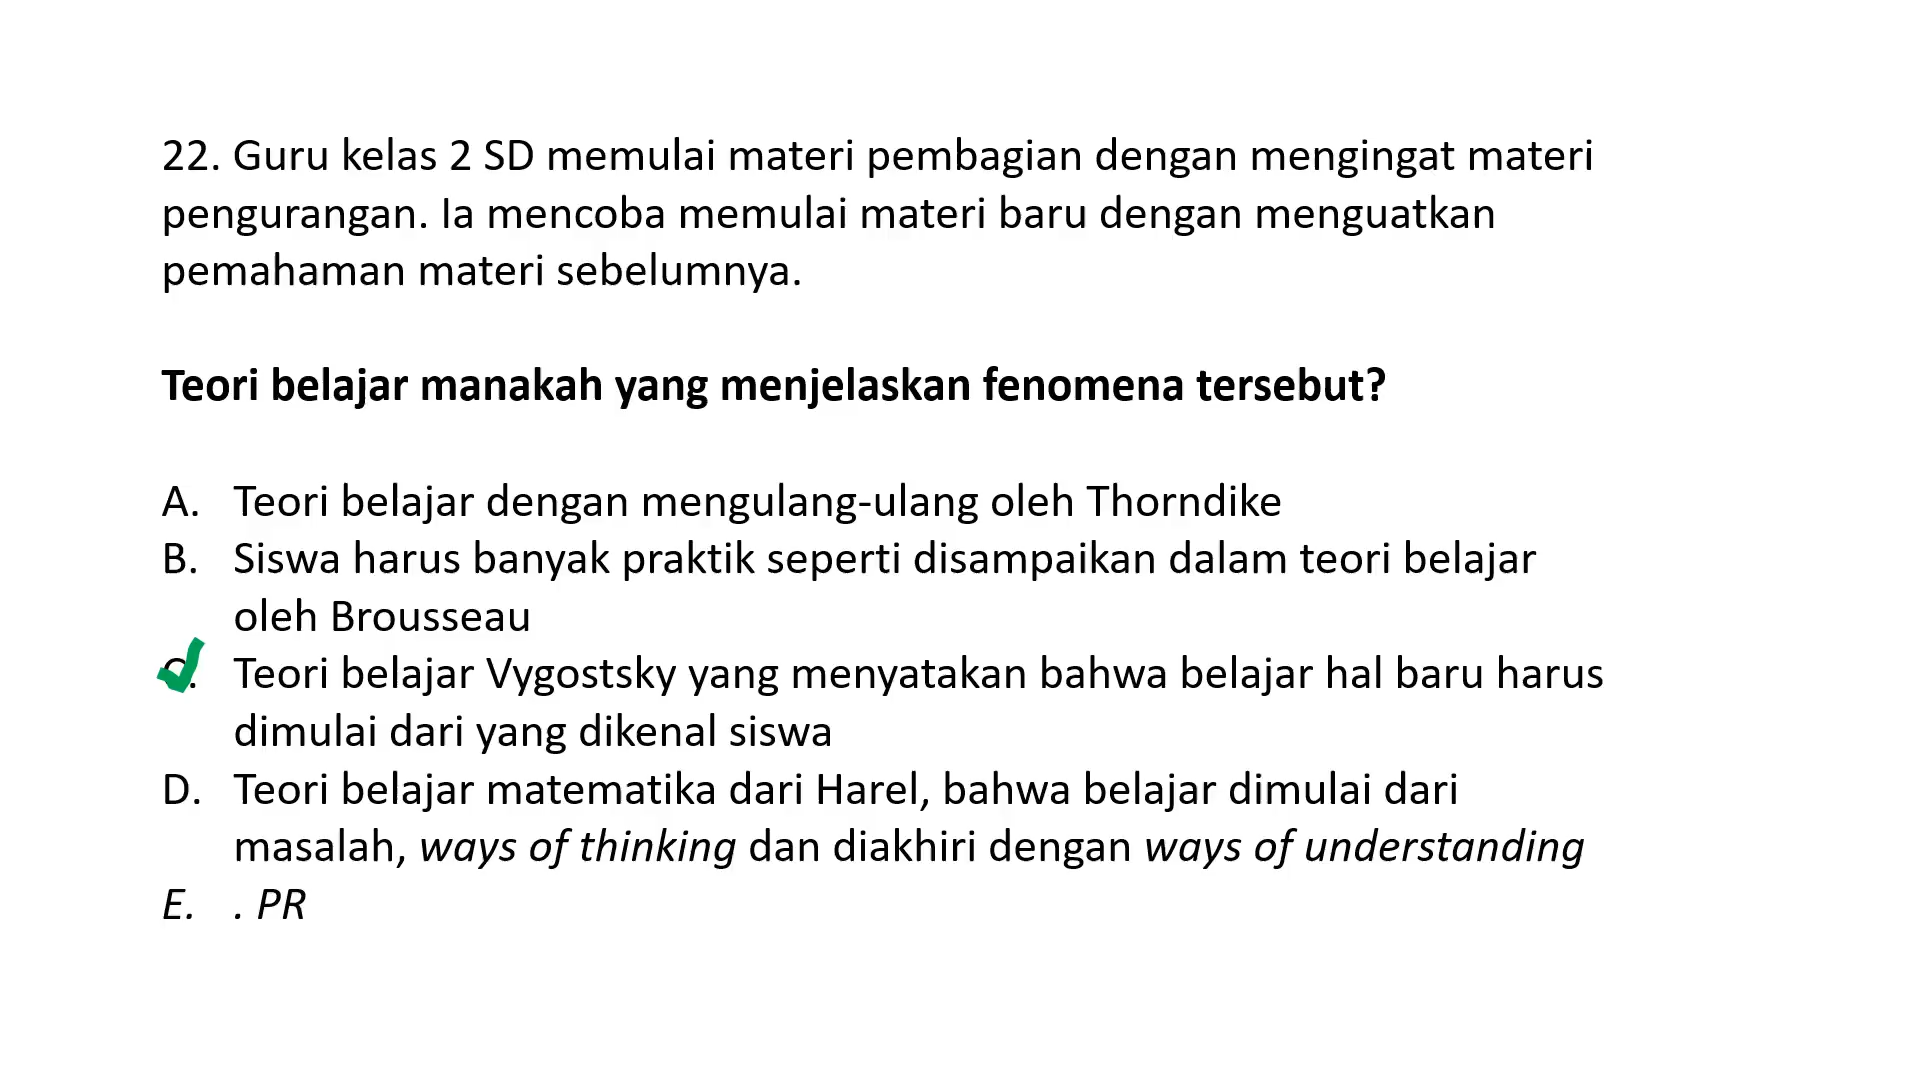 22. Guru kelas 2 SD memulai materi pembagian dengan mengingat materi
pengurangan. Ia mencoba memulai materi baru dengan menguatkan
pemahaman materi sebelumnya.
Teori belajar manakah yang menjelaskan fenomena tersebut?
A. Teori belajar dengan mengulang-ulang oleh Thorndike
B. Siswa harus banyak praktik seperti disampaikan dalam teori belajar
oleh Brousseau
C. Teori belajar Vygostsky yang menyatakan bahwa belajar hal baru harus
dimulai dari yang dikenal siswa
D. Teori belajar matematika dari Harel, bahwa belajar dimulai dari
masalah, ways of thinking dan diakhiri dengan ways of understanding
E. . PR